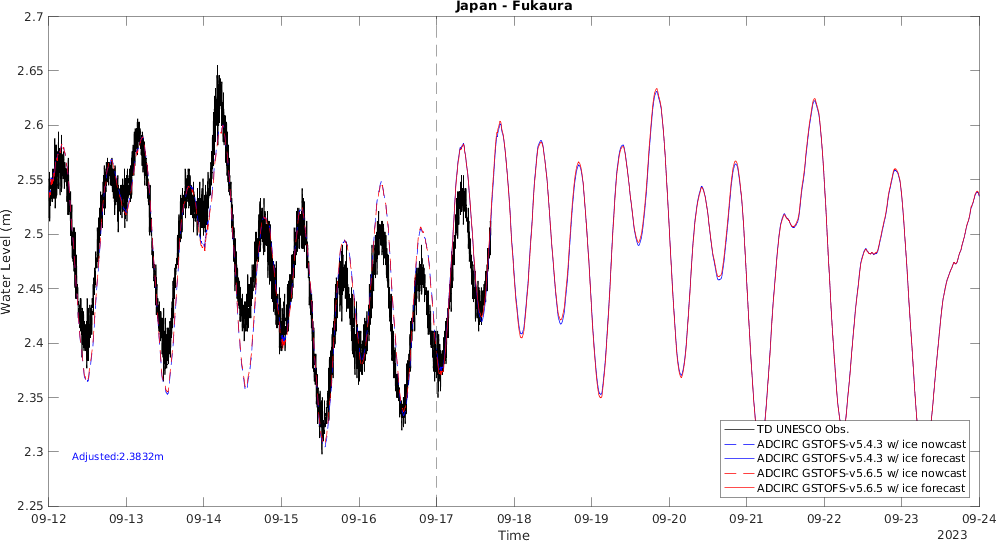 Japan - Fukaura
2.7
2.65
2.6
2.55
2.5
2.45
2.4
2.35
2.3
2.25
Water Level (m)
Adjusted:2.3832m
TD UNESCO Obs.
ADCIRC GSTOFS-v5.4.3 w/ ice nowcast
ADCIRC GSTOFS-v5.4.3 w/ ice forecast
ADCIRC GSTOFS-v5.6.5 w/ ice nowcast
ADCIRC GSTOFS-v5.6.5 w/ ice forecast
09-12 09-13 09-14 09-15 09-16 09-17 09-18 09-19 09-20 09-21 09-22 09-23 09-24
Time
2023